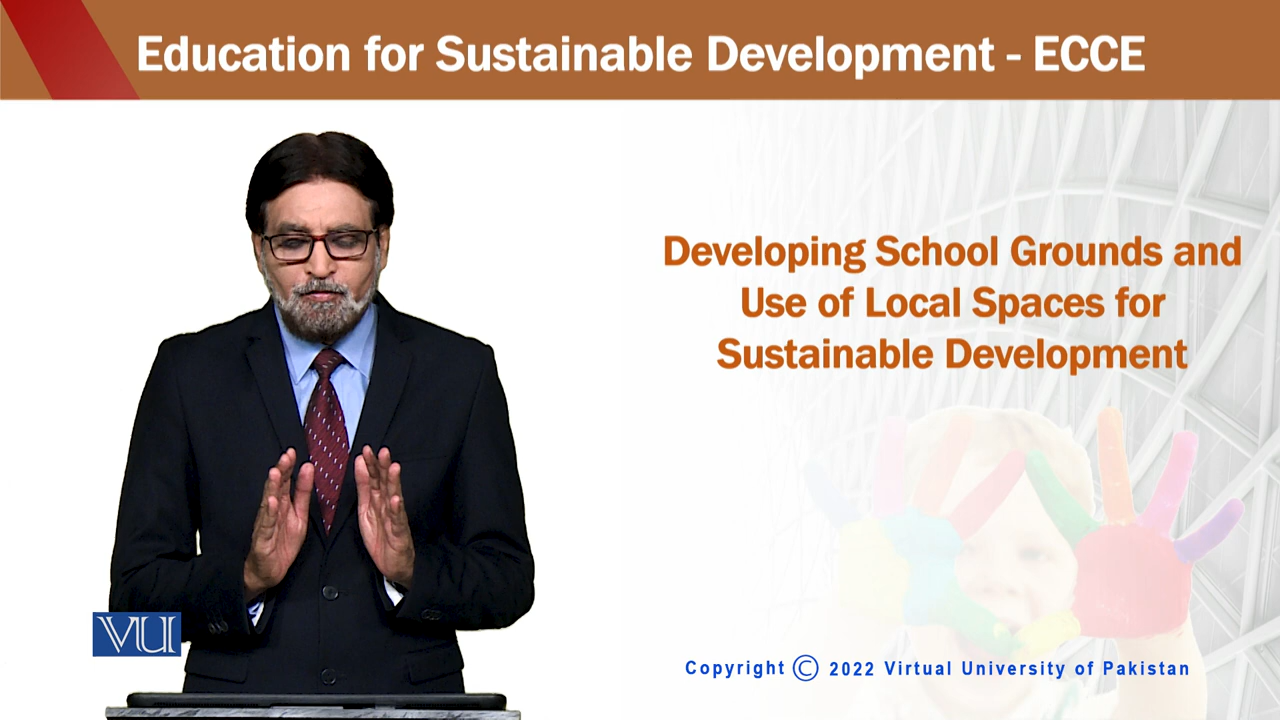 Education for Sustainable Development - ECCE
Developing School Grounds and
Use of Local Spaces for
Sustainable Development
VU
Copyright © 2022 Virtual University of Pakistan